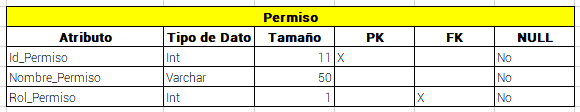 Permiso
Atributo Tipo de Dato Tamaño PK FK NULL
Id_Permiso Int 11 X No
Nombre_Permiso Varchar 50 No
Rol_Permiso Int 1 X No